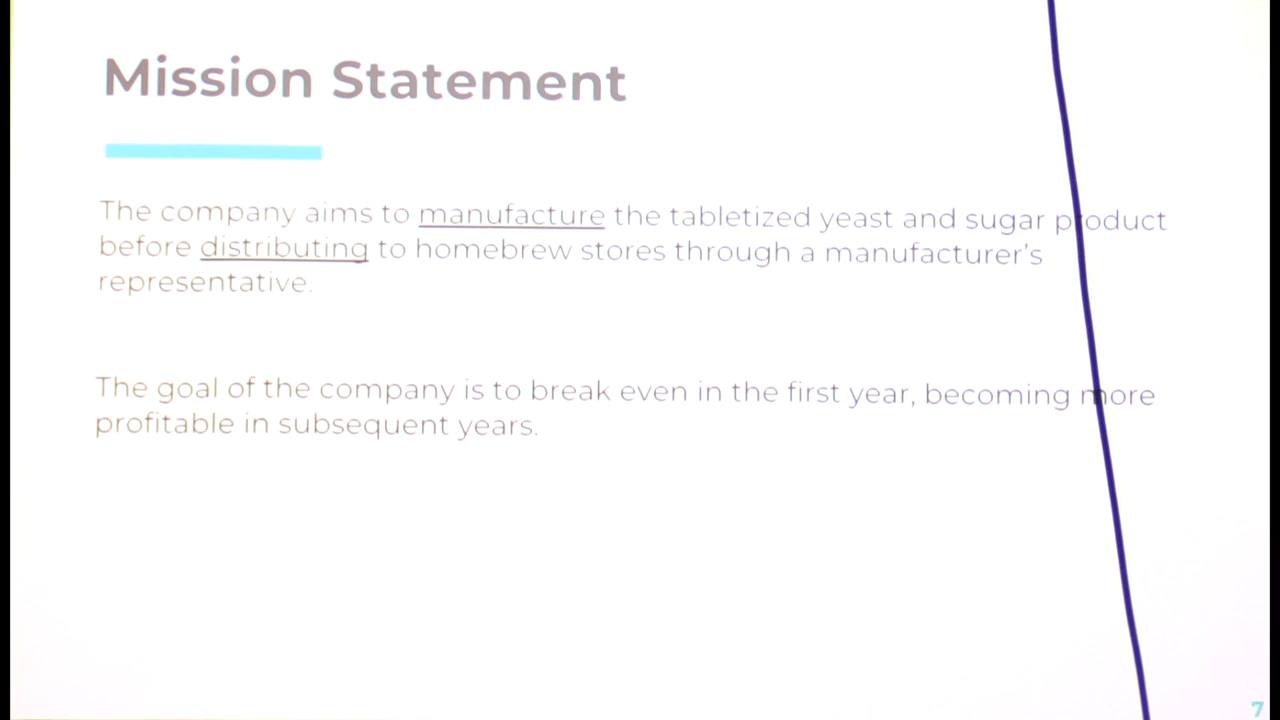 Mission Statement
The company aims to manufacture the tabletized yeast and sugar product
before distributing to homebrew stores through a manufacturer's
representative.
The goal of the company is to break even in the first year, becoming more
profitable in subsequent years.
7